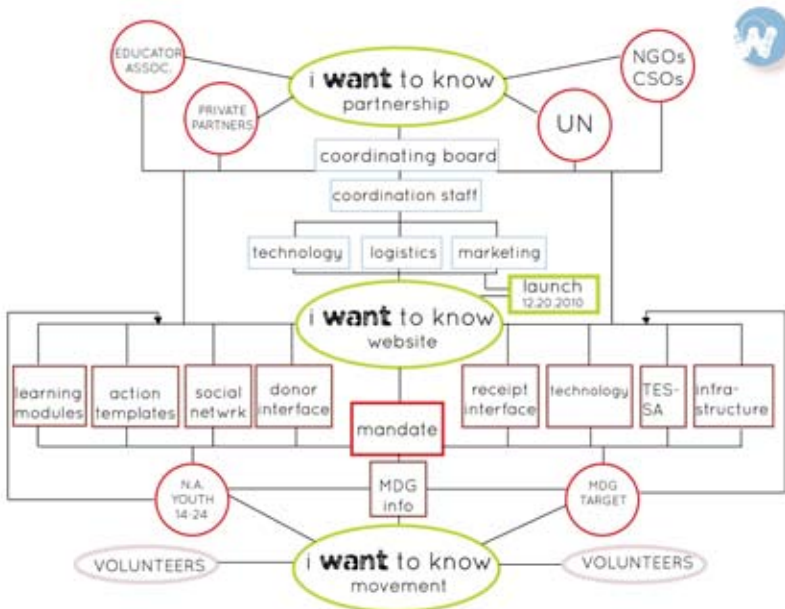 EDUCATOR
ASSOC.
i want to know
partnership
NGOs
CSOs
PRIVATE
PARTNERS
UN
coordinating board
coordination staff
technology
logistics
marketing
launch
12.20.2010
i want to know
website
learning
modules
action
templates
social
netwrk
donor
interface
mandate
receipt
interface
technology
TES-
SA
infra-
structure
N.A.
YOUTH
14-24
MDG
info
MDG
TARGET
VOLUNTEERS
i want to know
movement
VOLUNTEERS